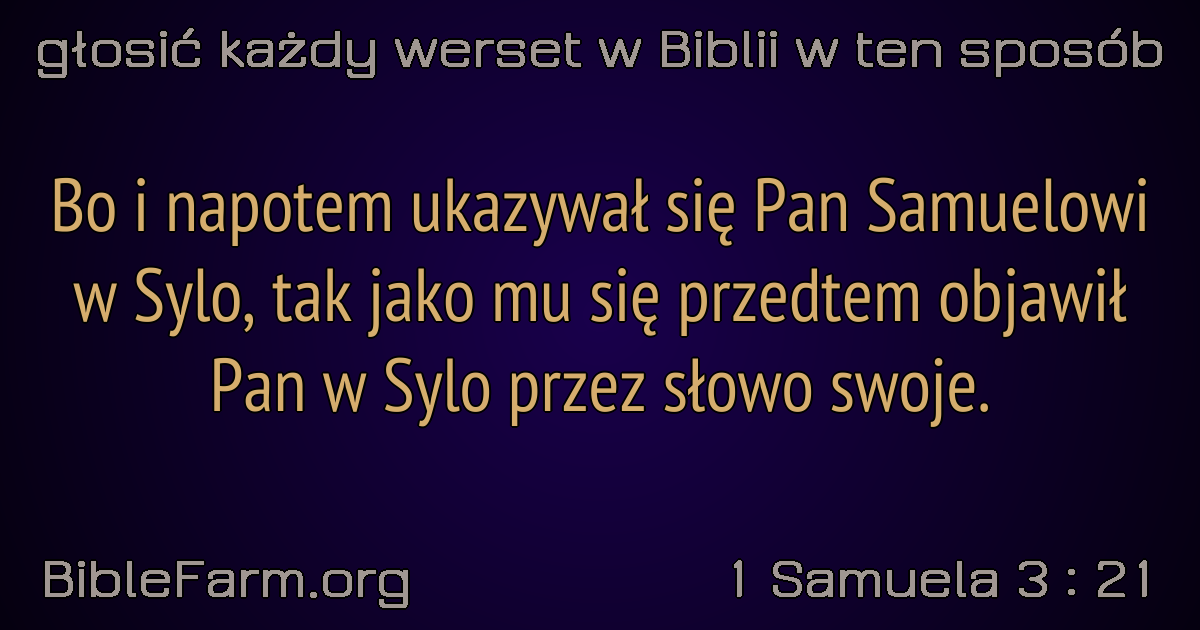 głosić każdy werset w Biblii w ten sposób
Bo i napotem ukazywał się Pan Samuelowi
w Sylo, tak jako mu się przedtem objawił
Pan w Sylo przez słowo swoje.
BibleFarm.org
1 Samuela 3 : 21